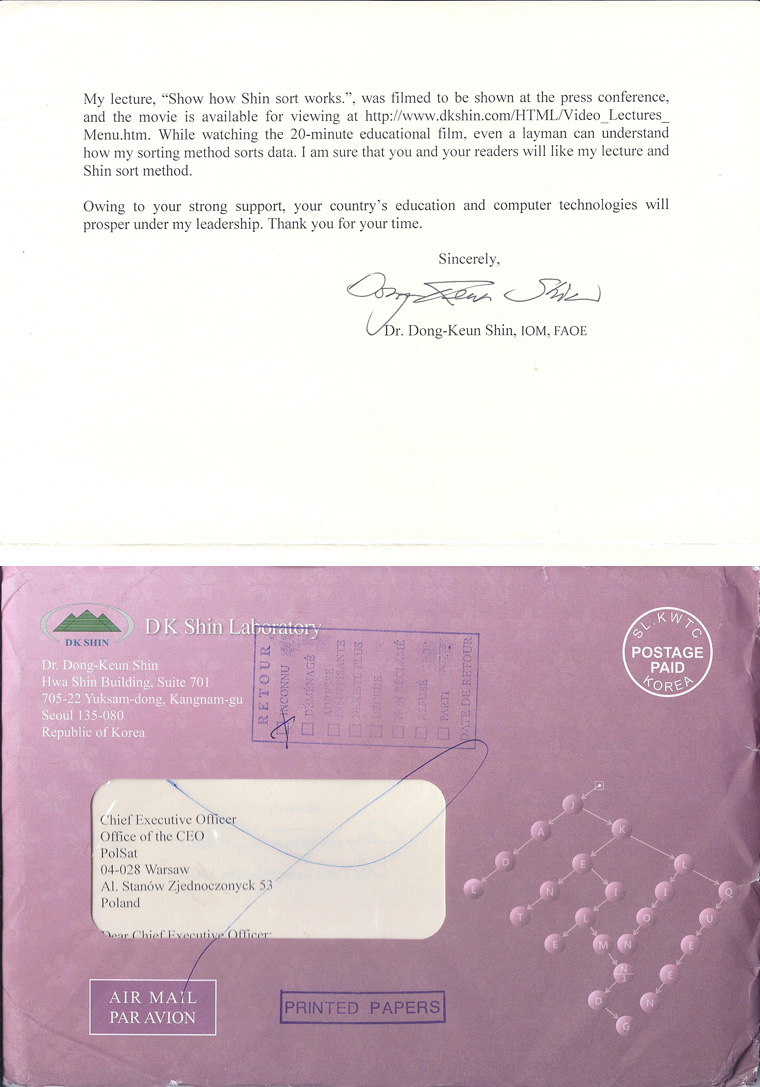 My lecture, “Show how Shin sort works.”, was filmed to be shown at the press conference,
and the movie is available for viewing at http://www.dkshin.com/HTML/Video_Lectures_
Menu.htm. While watching the 20-minute educational film, even a layman can understand
how my sorting method sorts data. I am sure that you and your readers will like my lecture and
Shin sort method.
Owing to your strong support, your country’s education and computer technologies will
prosper under my leadership. Thank you for your time.
Sincerely,
Dong-Keun Shin
Dr. Dong-Keun Shin, IOM, FAOE
DK SHIN
DK Shin Laboratory
Dr. Dong-Keun Shin
Hwa Shin Building, Suite 701
705-22 Yuksam-dong, Kangnam-gu
Seoul 135-080
Republic of Korea
RETOUR
INCONNU
DÉMÉNAGÉ
ADRESSE
INSUFFISANTE
N'EXISTE PLUS
NON RÉCLAMÉ
REFUSÉ
PARTI
DATE DE RETOUR
SL. KWTC
POSTAGE
PAID
KOREA
Chief Executive Officer
Office of the CEO
PolSat
04-028 Warsaw
Al. Stanów Zjednoczonyck 53
Poland
Dear Chief Executive Officer:
J
A
K
D
E
L
E
N
I
I
Q
T
L
O
U
E
M
N
E
N
E
D
N
G
AIR MAIL
PAR AVION
PRINTED PAPERS